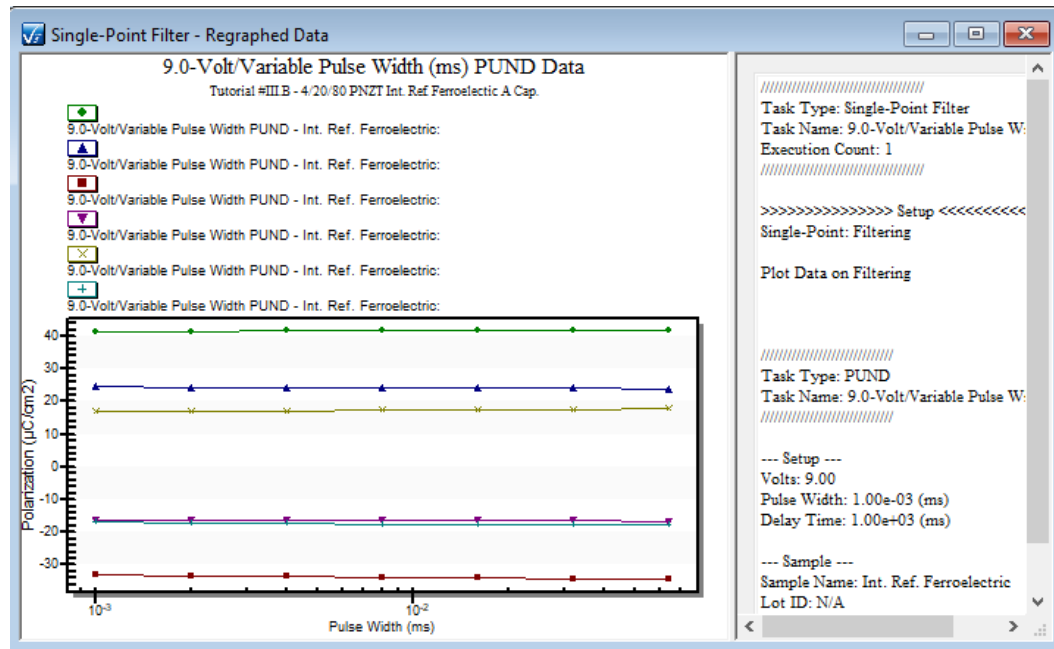 Single-Point Filter - Regraphed Data
9.0-Volt/Variable Pulse Width (ms) PUND Data
Tutorial #III.B - 4/20/80 PNZT Int. Ref Ferroelectic A Cap.
9.0-Volt/Variable Pulse Width PUND - Int. Ref. Ferroelectric:
9.0-Volt/Variable Pulse Width PUND - Int. Ref. Ferroelectric:
9.0-Volt/Variable Pulse Width PUND - Int. Ref. Ferroelectric:
9.0-Volt/Variable Pulse Width PUND - Int. Ref. Ferroelectric:
9.0-Volt/Variable Pulse Width PUND - Int. Ref. Ferroelectric:
9.0-Volt/Variable Pulse Width PUND - Int. Ref. Ferroelectric:
Polarization (µC/cm2)
40
30
20
10
0
-10
-20
-30
10-3
10-2
Pulse Width (ms)
/////////////////////////////////////
Task Type: Single-Point Filter
Task Name: 9.0-Volt/Variable Pulse W
Execution Count: 1
/////////////////////////////////////
>>>>>>>>>>>>>>> Setup <<<<<<<<<<
Single-Point: Filtering
Plot Data on Filtering
//////////////////////////////
Task Type: PUND
Task Name: 9.0-Volt/Variable Pulse W
//////////////////////////////
--- Setup ---
Volts: 9.00
Pulse Width: 1.00e-03 (ms)
Delay Time: 1.00e+03 (ms)
--- Sample ---
Sample Name: Int. Ref. Ferroelectric
Lot ID: N/A